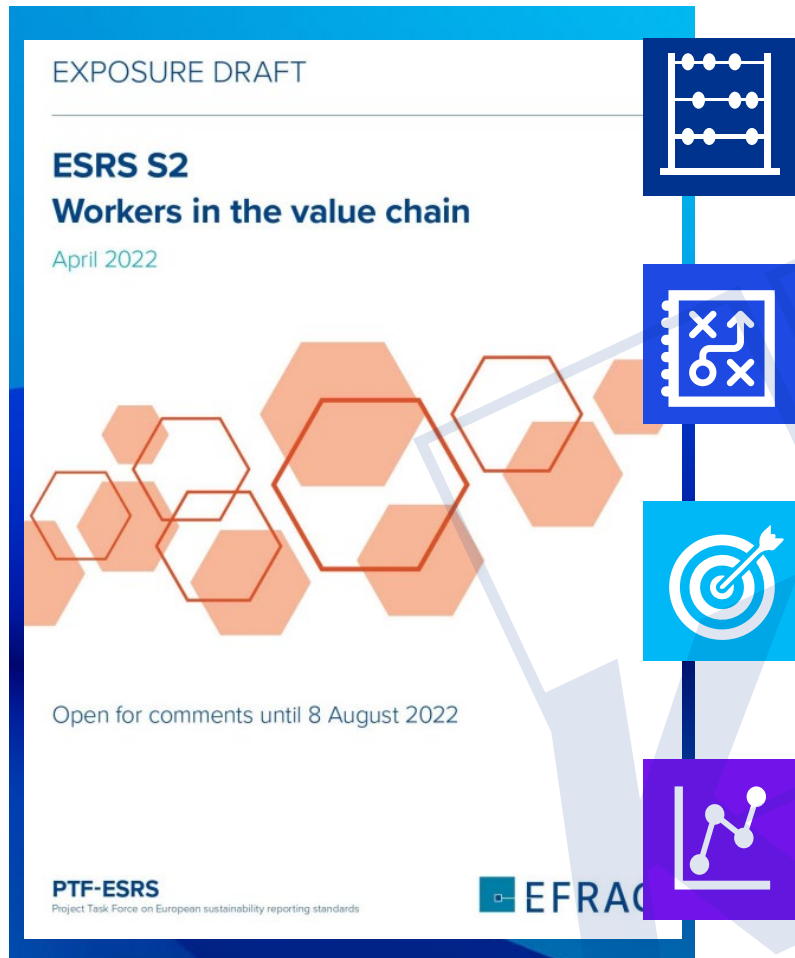 EXPOSURE DRAFT
ESRS S2
Workers in the value chain
April 2022
Open for comments until 8 August 2022
PTF-ESRS
Project Task Force on European sustainability reporting standards
EFRAG